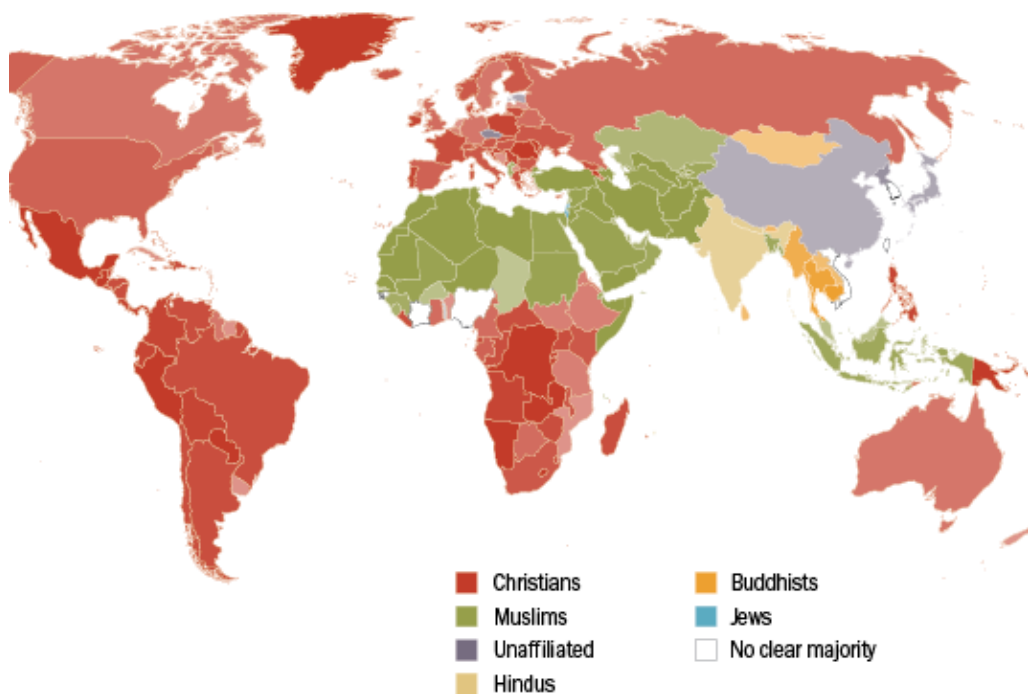 Christians
Muslims
Unaffiliated
Hindus
Buddhists
Jews
No clear majority